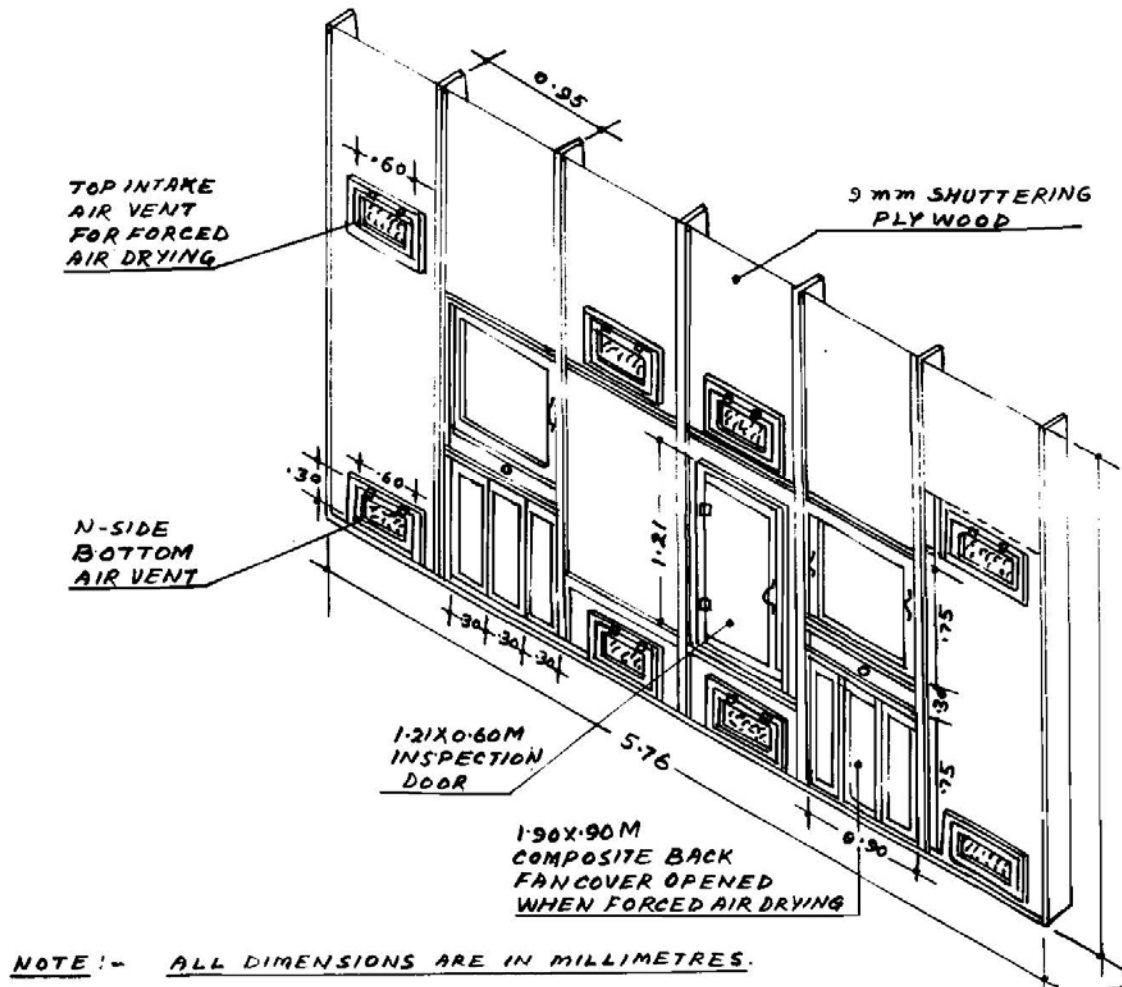 0.95
.60
TOP INTAKE
AIR VENT
FOR FORCED
AIR DRYING
9 mm SHUTTERING
PLY WOOD
.30
.60
N-SIDE
BOTTOM
AIR VENT
1.21
.75
.30
.75
.30 .30 .30
1.21X0.60M
INSPECTION
DOOR
5.76
0.90
1.90X.90M
COMPOSITE BACK
FAN COVER OPENED
WHEN FORCED AIR DRYING
NOTE :- ALL DIMENSIONS ARE IN MILLIMETRES.